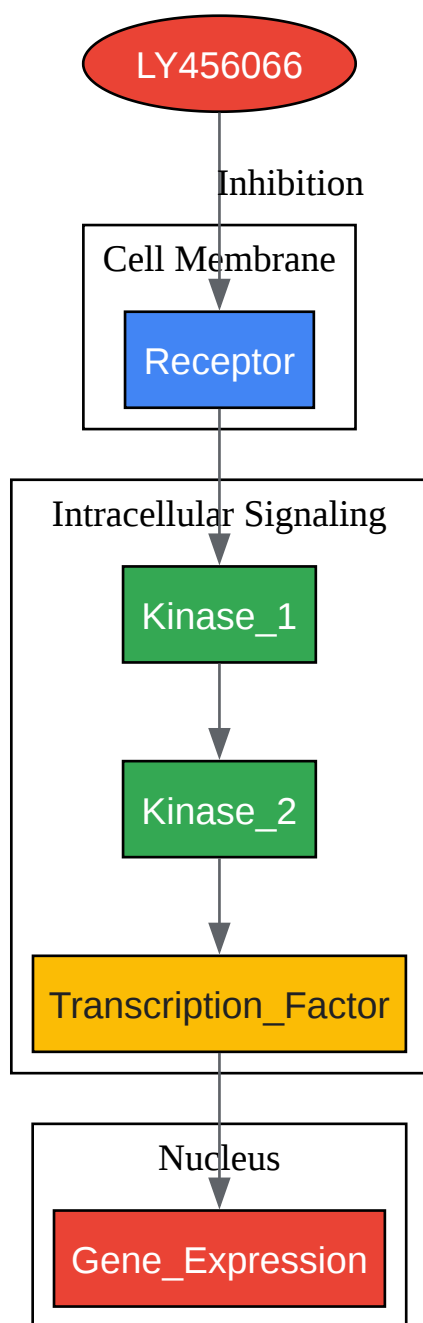 LY456066
Inhibition
Cell Membrane
Receptor
Intracellular Signaling
Kinase_1
Kinase_2
Transcription_Factor
Nucleus
Gene_Expression